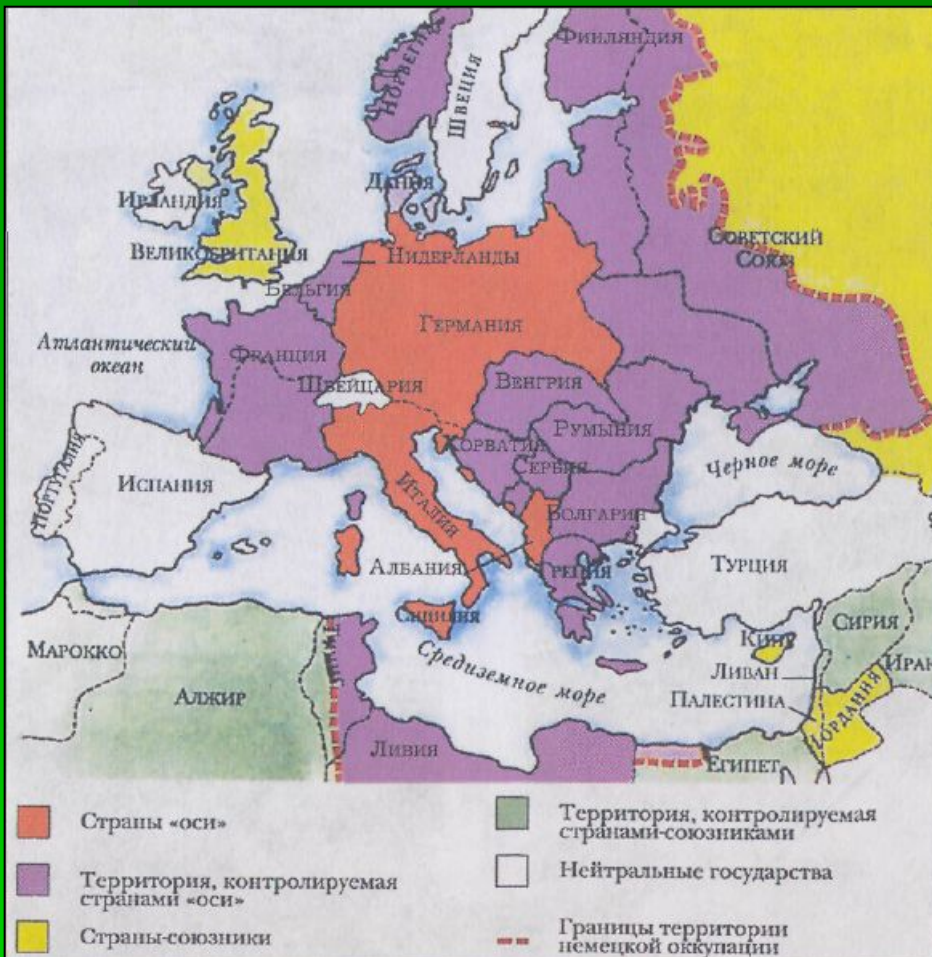 Норвегия
Финляндия
Швеция
Ирландия
Дания
Великобритания
Нидерланды
Советский
Союз
Бельгия
Германия
Атлантический
океан
Франция
Швейцария
Венгрия
Румыния
Хорватия
Сербия
Черное море
Португалия
Испания
Италия
Болгария
Албания
Греция
Турция
Сицилия
Кипр
Сирия
Марокко
Тунис
Средиземное море
Ливан
Ирак
Алжир
Палестина
Иордания
Ливия
Египет
Страны «оси»
Территория, контролируемая
странами «оси»
Страны-союзники
Территория, контролируемая
странами-союзниками
Нейтральные государства
Границы территории
немецкой оккупации